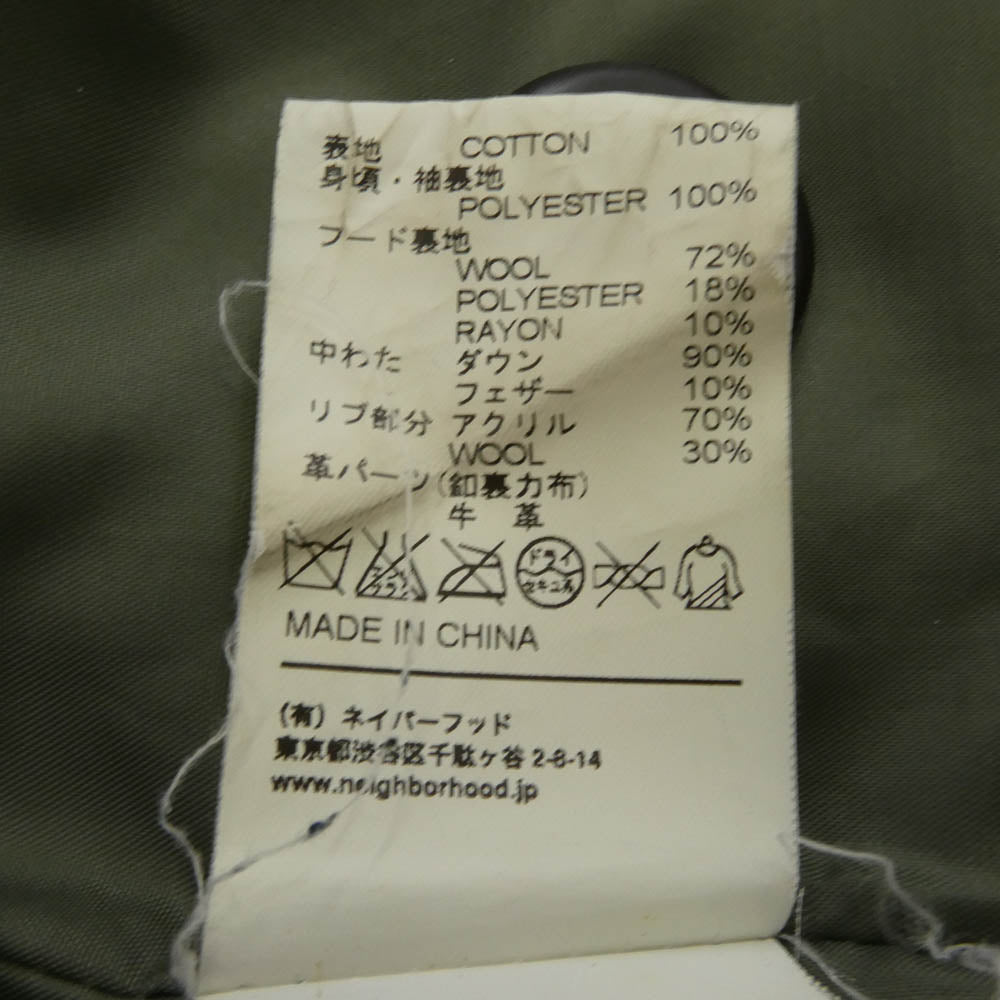 表地 COTTON 100%
身頃・袖裏地
POLYESTER 100%
フード裏地
WOOL 72%
POLYESTER 18%
RAYON 10%
中わた ダウン 90%
フェザー 10%
リブ部分 アクリル 70%
WOOL 30%
革パーツ(釦裏力布)
牛 革
ドライ
セキユ系
MADE IN CHINA
(有) ネイバーフッド
東京都渋谷区千駄ヶ谷 2-8-14
www.neighborhood.jp